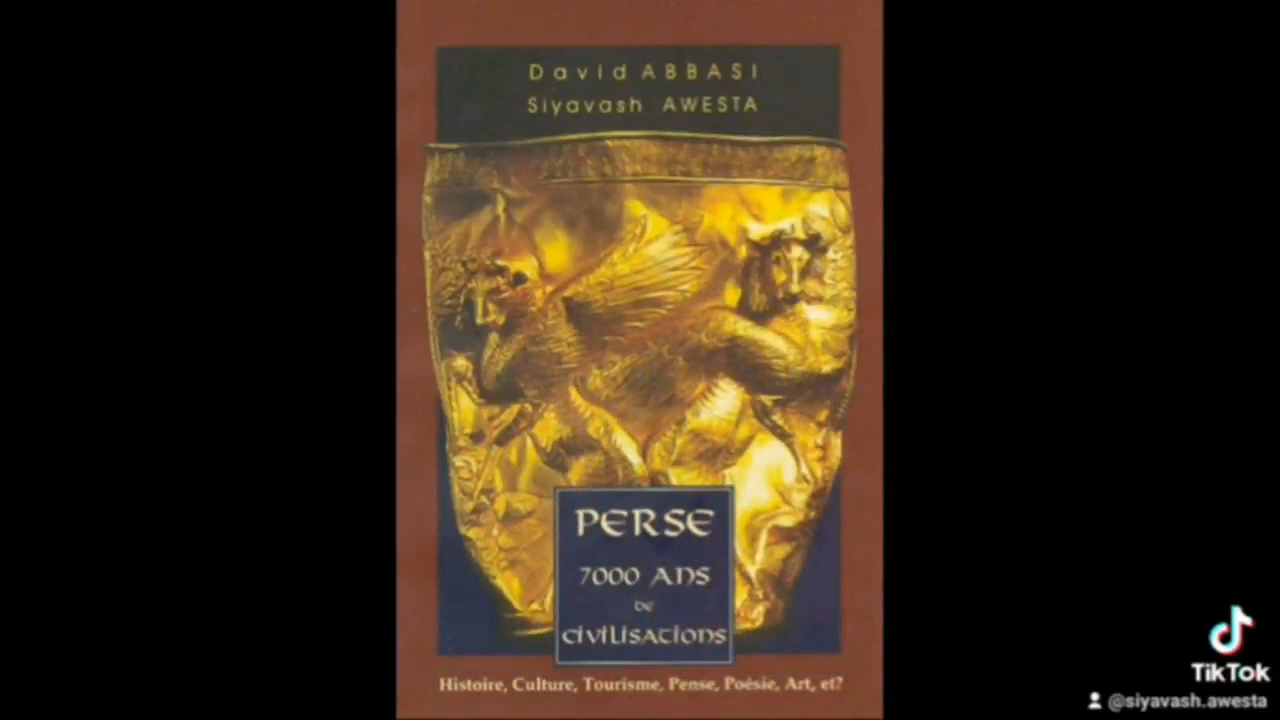 David ABBASI
Siyavash AWESTA
PERSE
7000 ANS
DE
CIVILISATIONS
Histoire, Culture, Tourisme, Pense, Poésie, Art, et?
TikTok
@siyavash.awesta